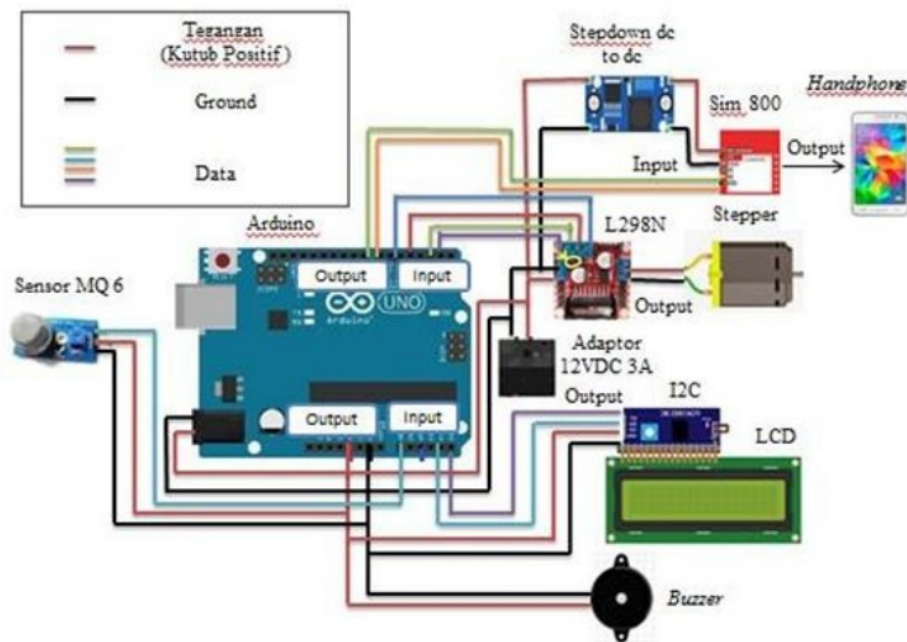 Tegangan
(Kutub Positif)
Ground
Data
Stepdown dc
to dc
Sim 800
Handphone
Input
Output
Stepper
L298N
Output
Arduino
Output
Input
UNO
Arduino
Sensor MQ 6
Adaptor
12VDC 3A
Output
I2C
LCD
Output
Input
Buzzer